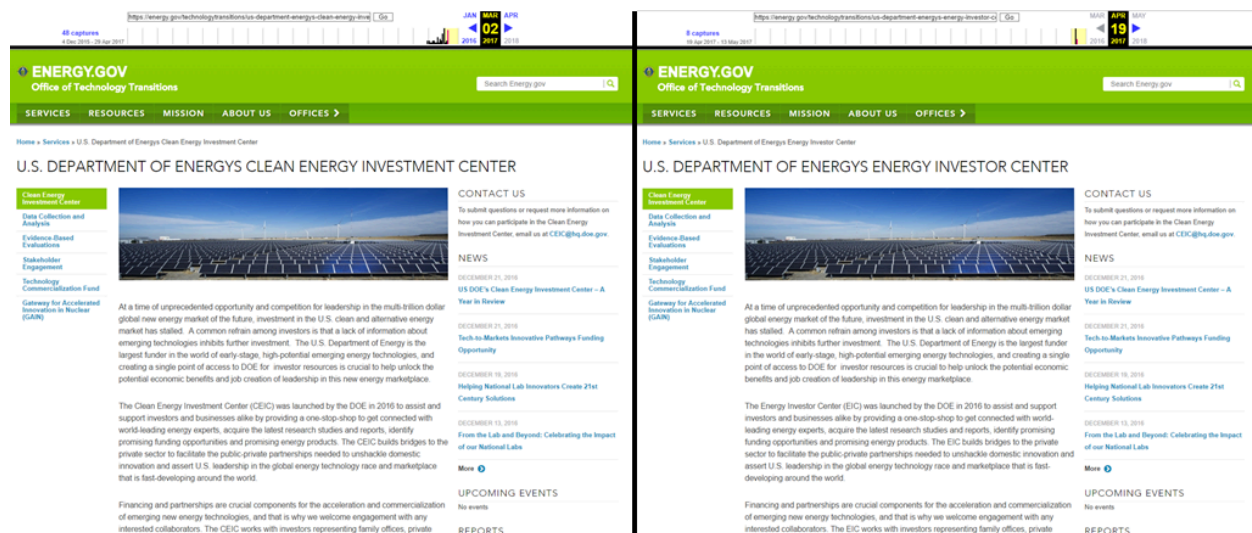 https://energy.gov/technologytransitions/us-department-energys-clean-energy-inve Go
JAN MAR APR
48 captures
02
4 Dec 2015 - 28 Apr 2017
2016 2017 2018
ENERGY.GOV
Office of Technology Transitions
Search Energy.gov
SERVICES RESOURCES MISSION ABOUT US OFFICES
Home » Services » U.S. Department of Energys Clean Energy Investment Center
U.S. DEPARTMENT OF ENERGYS CLEAN ENERGY INVESTMENT CENTER
Clean Energy
Investment Center
Data Collection and
Analysis
Evidence-Based
Evaluations
Stakeholder
Engagement
Technology
Commercialization Fund
Gateway for Accelerated
Innovation in Nuclear
(GAIN)
At a time of unprecedented opportunity and competition for leadership in the multi-trillion dollar
global new energy market of the future, investment in the U.S. clean and alternative energy
market has stalled. A common refrain among investors is that a lack of information about
emerging technologies inhibits further investment. The U.S. Department of Energy is the
largest funder in the world of early-stage, high-potential emerging energy technologies, and
creating a single point of access to DOE for investor resources is crucial to help unlock the
potential economic benefits and job creation of leadership in this new energy marketplace.
The Clean Energy Investment Center (CEIC) was launched by the DOE in 2016 to assist and
support investors and businesses alike by providing a one-stop-shop to get connected with
world-leading energy experts, acquire the latest research studies and reports, identify
promising funding opportunities and promising energy products. The CEIC builds bridges to the
private sector to facilitate the public-private partnerships needed to unshackle domestic
innovation and assert U.S. leadership in the global energy technology race and marketplace
that is fast-developing around the world.
Financing and partnerships are crucial components for the acceleration and commercialization
of emerging new energy technologies, and that is why we welcome engagement with any
interested collaborators. The CEIC works with investors representing family offices, private
CONTACT US
To submit questions or request more information on
how you can participate in the Clean Energy
Investment Center, email us at CEIC@hq.doe.gov.
NEWS
DECEMBER 21, 2016
US DOE's Clean Energy Investment Center – A
Year in Review
DECEMBER 21, 2016
Tech-to-Markets Innovative Pathways Funding
Opportunity
DECEMBER 19, 2016
Helping National Lab Innovators Create 21st
Century Solutions
DECEMBER 13, 2016
From the Lab and Beyond: Celebrating the Impact
of our National Labs
More
UPCOMING EVENTS
No events
REPORTS
https://energy.gov/technologytransitions/us-department-energys-energy-investor-ce Go
MAR APR MAY
8 captures
19
2016 2017 2018
ENERGY.GOV
Office of Technology Transitions
Search Energy.gov
SERVICES RESOURCES MISSION ABOUT US OFFICES
Home » Services » U.S. Department of Energys Energy Investor Center
U.S. DEPARTMENT OF ENERGYS ENERGY INVESTOR CENTER
Clean Energy
Investment Center
Data Collection and
Analysis
Evidence-Based
Evaluations
Stakeholder
Engagement
Technology
Commercialization Fund
Gateway for Accelerated
Innovation in Nuclear
(GAIN)
At a time of unprecedented opportunity and competition for leadership in the multi-trillion dollar
global energy market of the future, investment in the U.S. clean and alternative energy market
has stalled. A common refrain among investors is that a lack of information about emerging
technologies inhibits further investment. The U.S. Department of Energy is the largest funder
in the world of early-stage, high-potential emerging energy technologies, and creating a single
point of access to DOE for investor resources is crucial to help unlock the potential economic
benefits and job creation of leadership in this energy marketplace.
The Energy Investor Center (EIC) was launched by the DOE in 2016 to assist and support
investors and businesses alike by providing a one-stop-shop to get connected with world-
leading energy experts, acquire the latest research studies and reports, identify promising
funding opportunities and promising energy products. The EIC builds bridges to the private
sector to facilitate the public-private partnerships needed to unshackle domestic innovation and
assert U.S. leadership in the global energy technology race and marketplace that is fast-
developing around the world.
Financing and partnerships are crucial components for the acceleration and commercialization
of emerging new energy technologies, and that is why we welcome engagement with any
interested collaborators. The EIC works with investors representing family offices, private
CONTACT US
To submit questions or request more information on
how you can participate in the Clean Energy
Investment Center, email us at CEIC@hq.doe.gov.
NEWS
DECEMBER 21, 2016
US DOE's Clean Energy Investment Center – A
Year in Review
DECEMBER 21, 2016
Tech-to-Markets Innovative Pathways Funding
Opportunity
DECEMBER 19, 2016
Helping National Lab Innovators Create 21st
Century Solutions
DECEMBER 13, 2016
From the Lab and Beyond: Celebrating the Impact
of our National Labs
More
UPCOMING EVENTS
No events
REPORTS